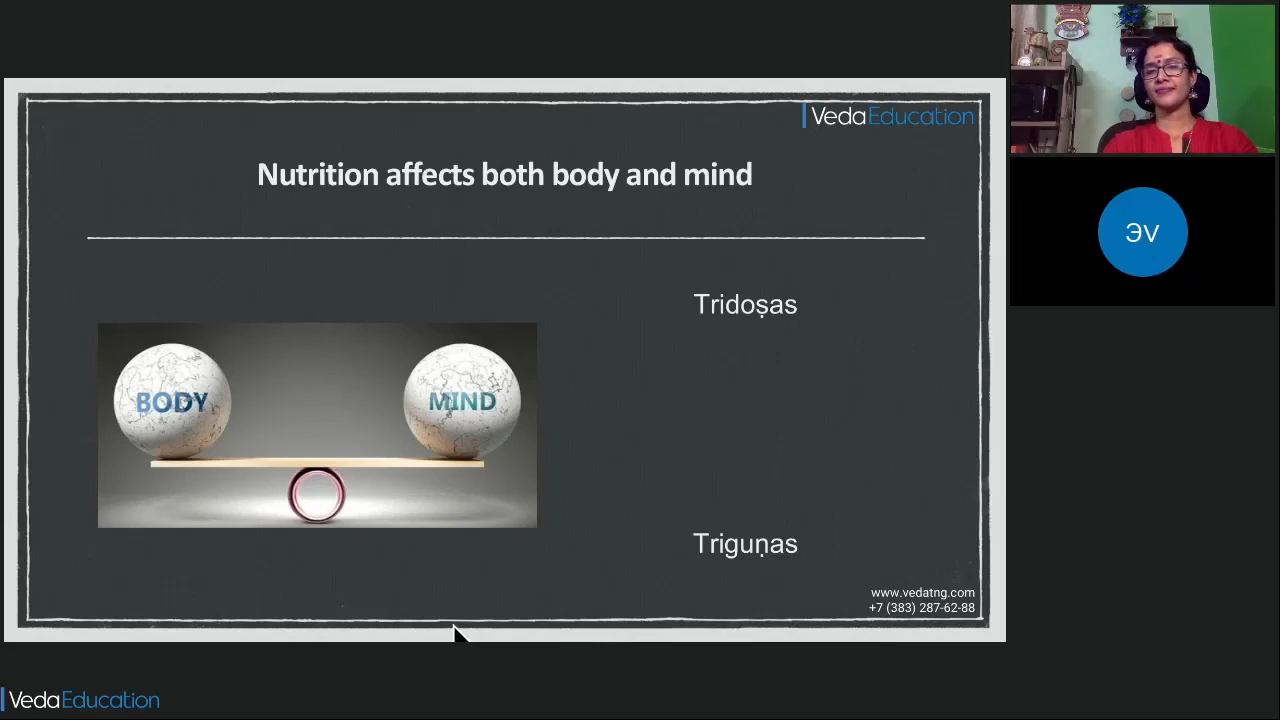 VedaEducation
Nutrition affects both body and mind
Tridoṣas
BODY
MIND
Triguṇas
www.vedatng.com
+7 (383) 287-62-88
ЭV
VedaEducation